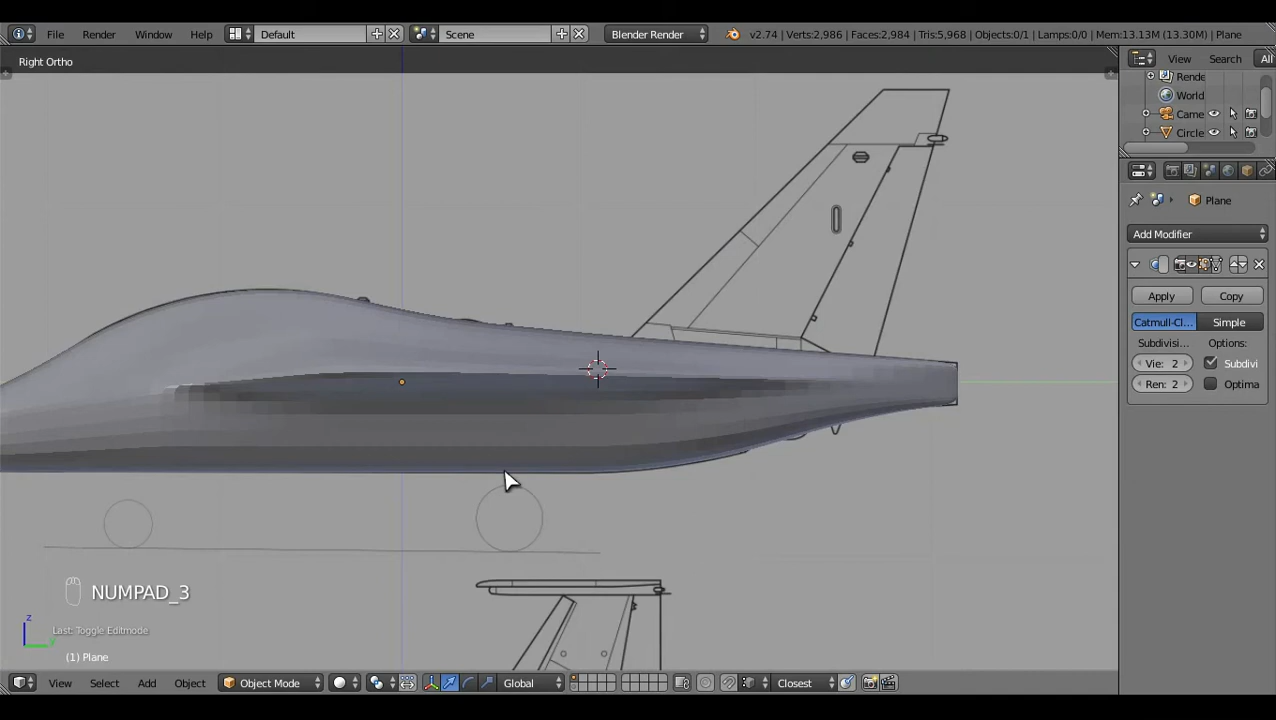 File Render Window Help Default Scene Blender Render v2.74 | Verts:2,986 | Faces:2,984 | Tris:5,968 | Objects:0/1 | Lamps:0/0 | Mem:13.13M (13.30M) | Plane
Right Ortho
View Search All
Rende
World
Came
Circle
Plane
Add Modifier
Apply Copy
Catmull-Cl... Simple
Subdivisi... Options:
Vie: 2 Subdivi
Ren: 2 Optima
NUMPAD_3
Last: Toggle Editmode
z
y
(1) Plane
View Select Add Object Object Mode Global Closest